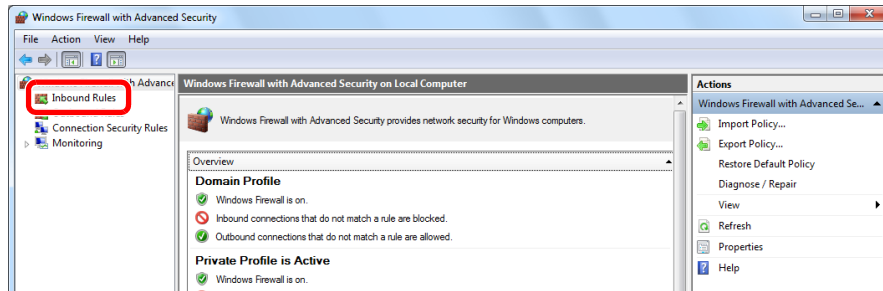 Windows Firewall with Advanced Security
File Action View Help
h Advance
Inbound Rules
Connection Security Rules
Monitoring
Windows Firewall with Advanced Security on Local Computer
Windows Firewall with Advanced Security provides network security for Windows computers.
Overview
Domain Profile
Windows Firewall is on.
Inbound connections that do not match a rule are blocked.
Outbound connections that do not match a rule are allowed.
Private Profile is Active
Windows Firewall is on.
Actions
Windows Firewall with Advanced Se...
Import Policy...
Export Policy...
Restore Default Policy
Diagnose / Repair
View
Refresh
Properties
Help